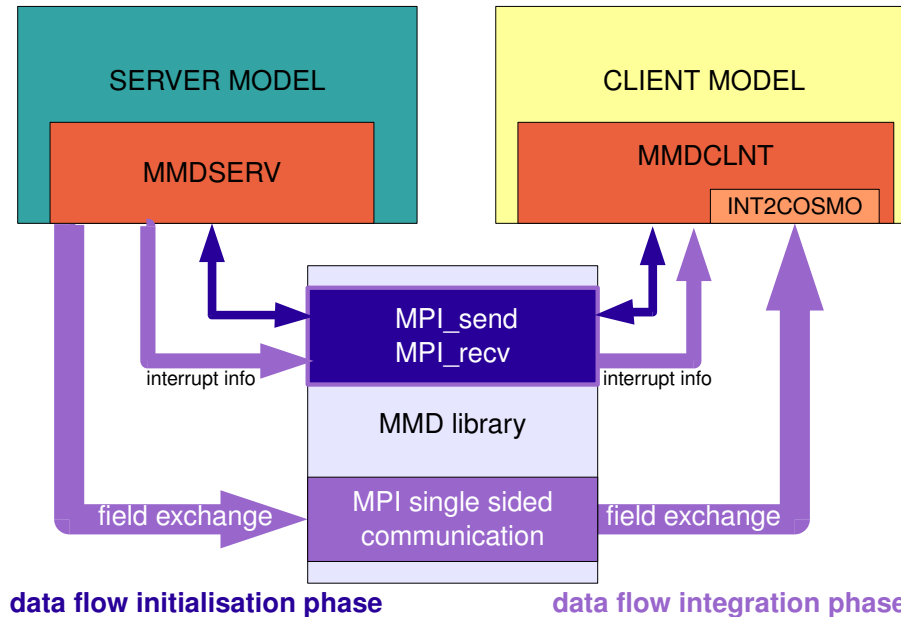 SERVER MODEL
CLIENT MODEL
MMDSERV
MMDCLNT
INT2COSMO
MPI_send
MPI_recv
interrupt info
interrupt info
MMD library
MPI single sided
communication
field exchange
field exchange
data flow initialisation phase
data flow integration phase